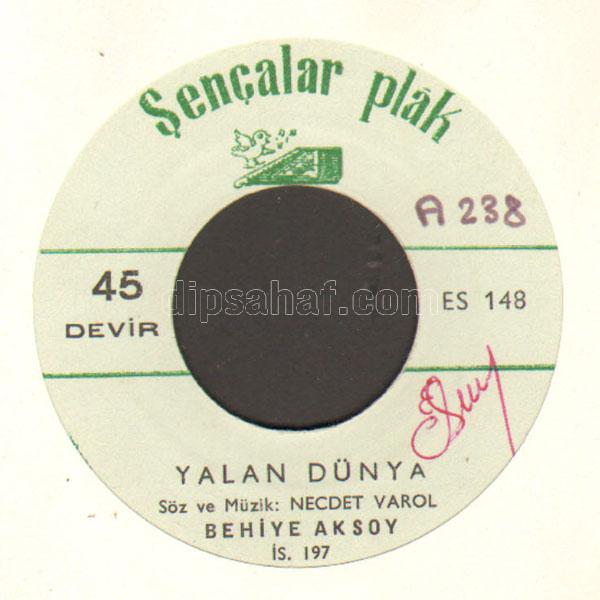 Şençalar plâk
A 238
45
DEVİR
ES 148
dipsahaf.com
YALAN DÜNYA
Söz ve Müzik: NECDET VAROL
BEHİYE AKSOY
İS. 197